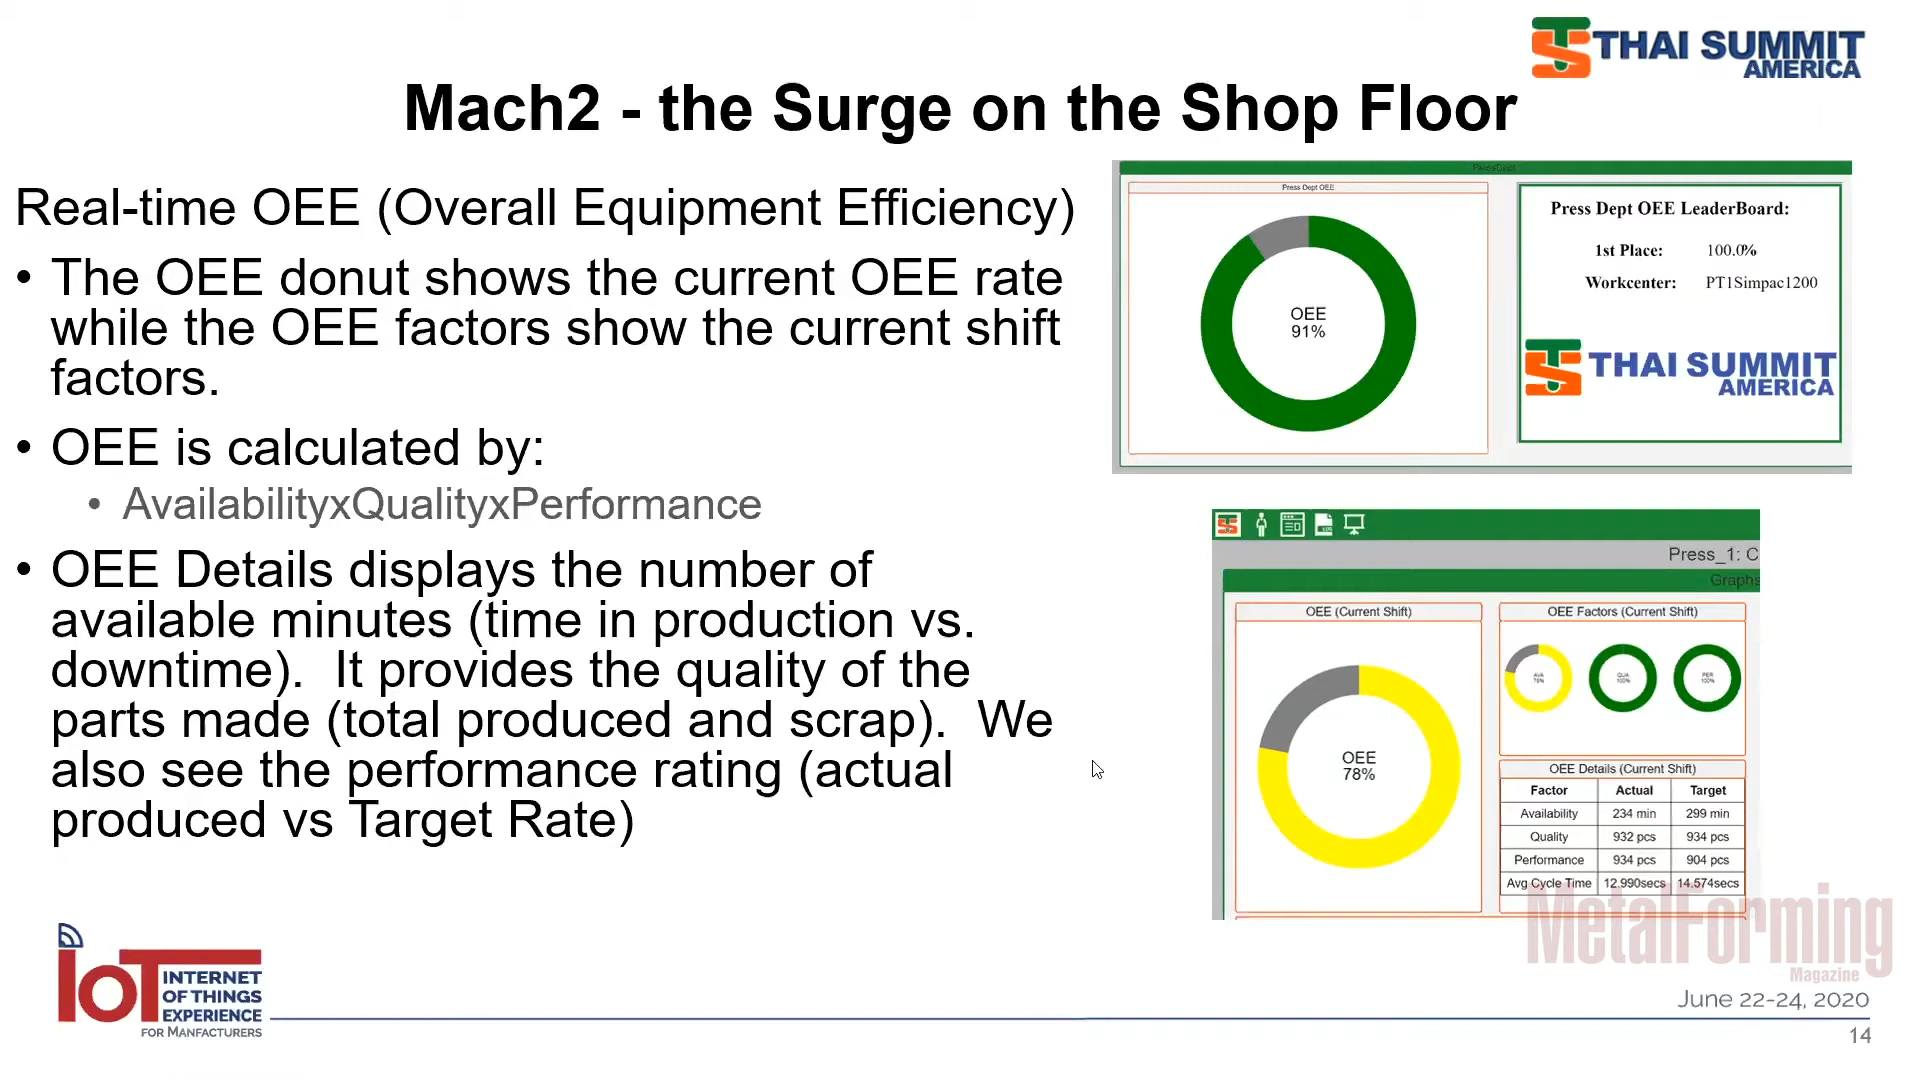 THAI SUMMIT
AMERICA
Mach2 - the Surge on the Shop Floor
Real-time OEE (Overall Equipment Efficiency)
• The OEE donut shows the current OEE rate
while the OEE factors show the current shift
factors.
• OEE is calculated by:
• AvailabilityxQualityxPerformance
• OEE Details displays the number of
available minutes (time in production vs.
downtime). It provides the quality of the
parts made (total produced and scrap). We
also see the performance rating (actual
produced vs Target Rate)
Press Dept OEE
OEE
91%
Press Dept OEE LeaderBoard:
1st Place: 100.0%
Workcenter: PT1Simpac1200
THAI SUMMIT
AMERICA
Press_1: C
Graphs
OEE (Current Shift)
OEE
78%
OEE Factors (Current Shift)
QUA
100%
PER
100%
OEE Details (Current Shift)
Factor Actual Target
Availability 234 min 299 min
Quality 932 pcs 934 pcs
Performance 934 pcs 904 pcs
Avg Cycle Time 12.990secs 14.574secs
MetalForming
Magazine
IoT INTERNET
OF THINGS
EXPERIENCE
FOR MANFACTURERS
June 22-24, 2020
14